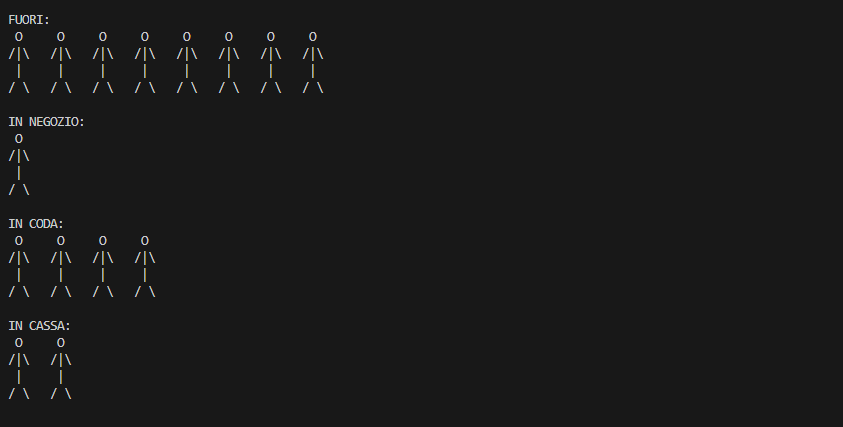 FUORI:
 O     O     O     O     O     O     O     O
/|\   /|\   /|\   /|\   /|\   /|\   /|\   /|\
 |     |     |     |     |     |     |     |
/ \   / \   / \   / \   / \   / \   / \   / \

IN NEGOZIO:
 O
/|\
 |
/ \

IN CODA:
 O     O     O     O
/|\   /|\   /|\   /|\
 |     |     |     |
/ \   / \   / \   / \

IN CASSA:
 O     O
/|\   /|\
 |     |
/ \   / \